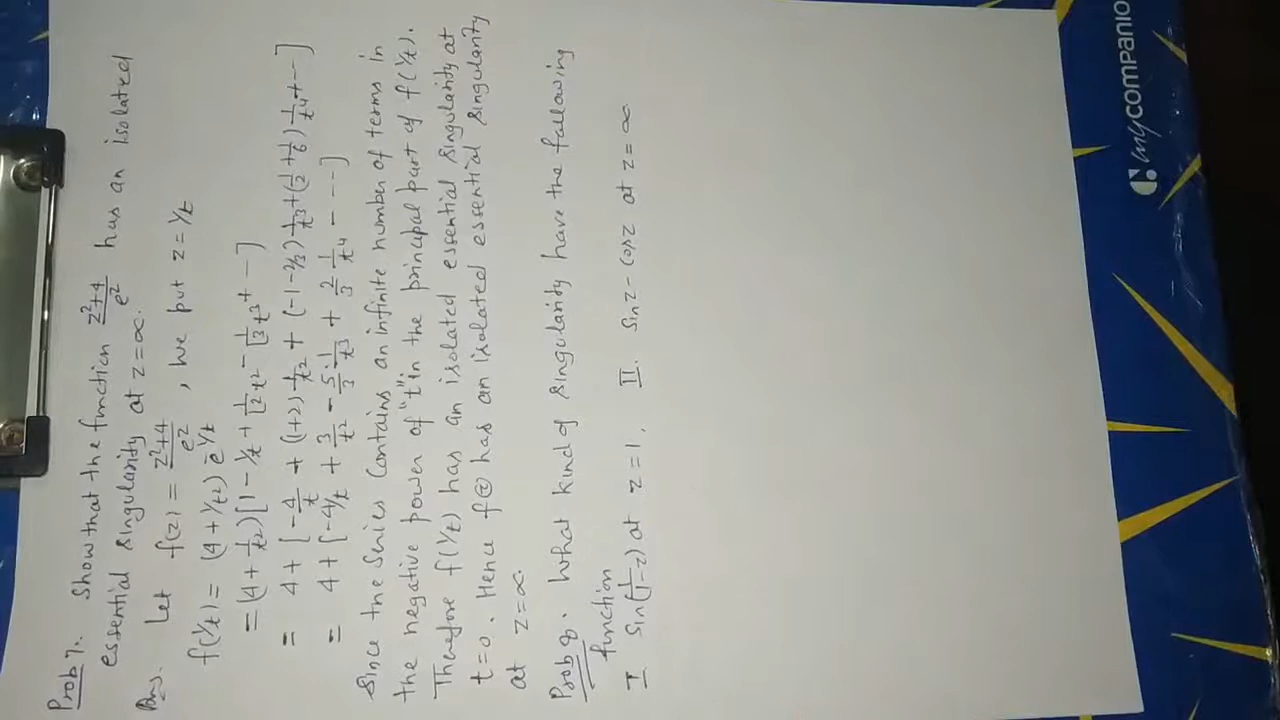 Prob 7. Show that the function z²+4/e² has an isolated
essential singularity at z=∞.
Ans. Let f(z) = z²+4/e² , we put z=1/t
f(1/t) = (4+1/t²) e^-1/t
= (4+1/t²)[1 - 1/t + 1/|2 t² - 1/|3 t³ + --]
= 4 + [-4/t + (1+2) 1/t² + (-1-2/3) 1/t³ + (1/2+1/6) 1/t⁴ + --]
= 4 + [-4/t + 3/t² - 5/3 1/t³ + 2/3 1/t⁴ - ---]
Since the series contains an infinite number of terms in
the negative power of "t" in the principal part of f(1/t).
Therefore f(1/t) has an isolated essential singularity at
t=0. Hence f(z) has an isolated essential singularity
at z=∞.
Prob 8. What kind of singularity have the following
function
I sin(1/1-z) at z=1, II. sinz-cosz at z=∞
my companio